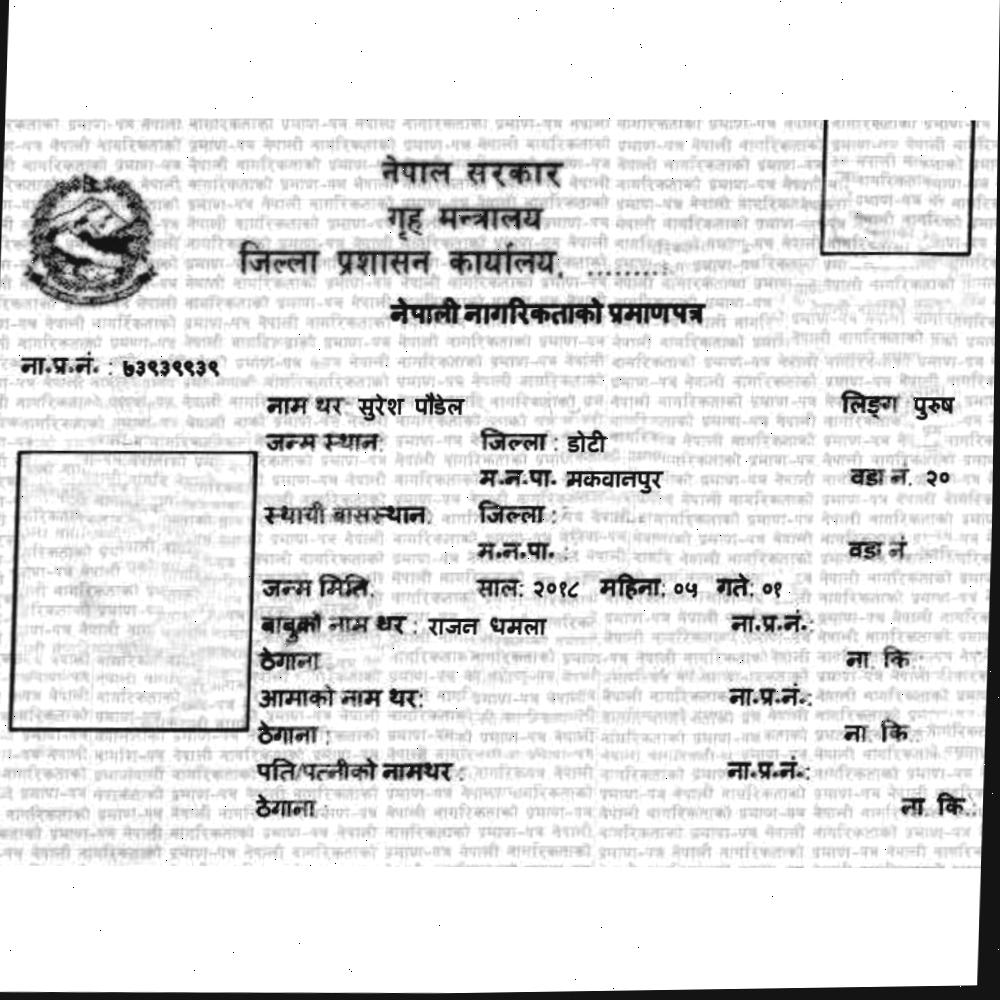 नेपाल सरकार
गृह मन्त्रालय
जिल्ला प्रशासन कार्यालय, .........
नेपाली नागरिकताको प्रमाणपत्र
ना.प्र.नं. : ७३९३९९३९
नाम थर: सुरेश पौडेल लिङ्ग पुरुष
जन्म स्थान: जिल्ला : डोटी
म.न.पा. मकवानपुर वडा नं. २०
स्थायी बासस्थान: जिल्ला :
म.न.पा. : वडा नं
जन्म मिति: साल: २०१८ महिना: ०५ गते: ०१
बाबुको नाम थर : राजन धमला ना.प्र.नं.:
ठेगाना ना. कि.:
आमाको नाम थर: ना.प्र.नं.:
ठेगाना : ना. कि.:
पति/पत्नीको नामथर : ना.प्र.नं.:
ठेगाना : ना. कि.: